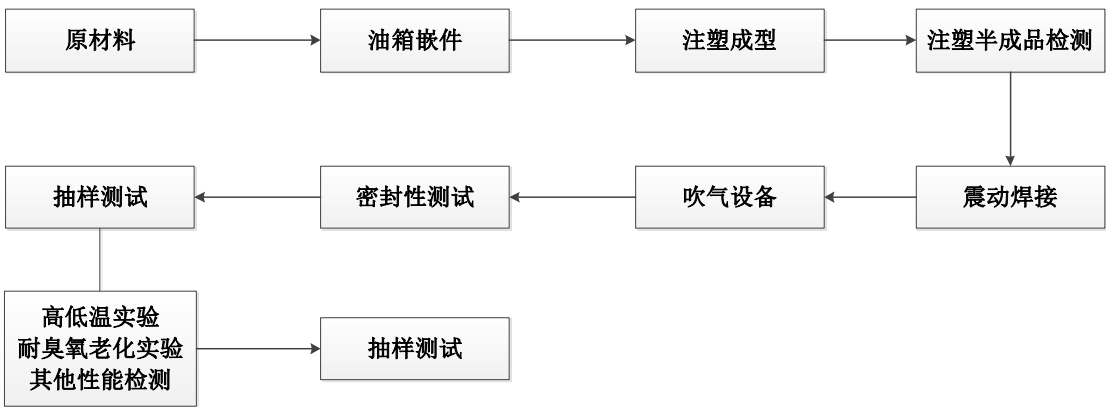 原材料
油箱嵌件
注塑成型
注塑半成品检测
震动焊接
吹气设备
密封性测试
抽样测试
高低温实验
耐臭氧老化实验
其他性能检测
抽样测试